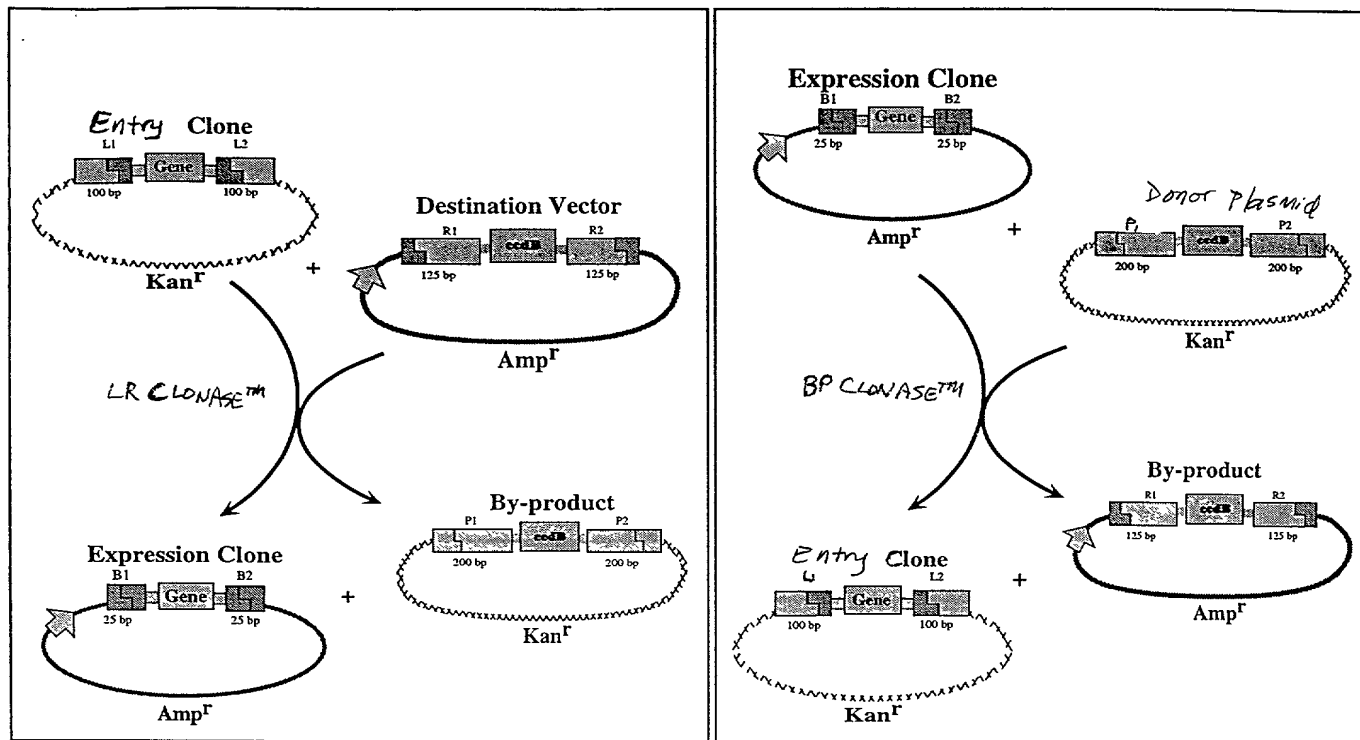 Entry Clone
L1 L2
Gene
100 bp 100 bp
Kanr
+
Destination Vector
R1 R2
ccdB
125 bp 125 bp
Ampr
LR CLONASE™
Expression Clone
B1 B2
Gene
25 bp 25 bp
Ampr
+
By-product
P1 P2
ccdB
200 bp 200 bp
Kanr
Expression Clone
B1 B2
Gene
25 bp 25 bp
Ampr
+
Donor plasmid
P1 P2
ccdB
200 bp 200 bp
Kanr
BP CLONASE™
Entry Clone
L2
Gene
100 bp 100 bp
Kanr
+
By-product
R1 R2
ccdB
125 bp 125 bp
Ampr